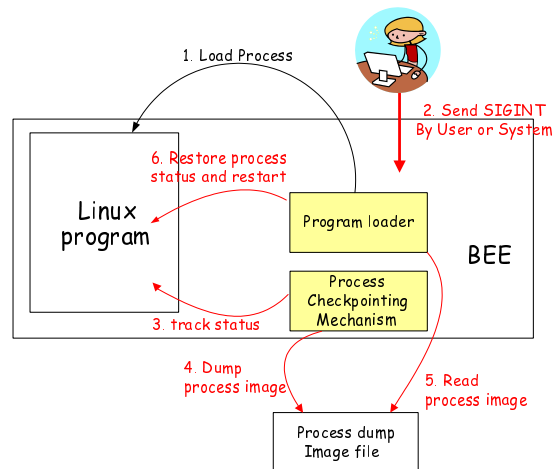 1. Load Process
2. Send SIGINT
By User or System
6. Restore process
status and restart
Linux
program
Program loader
BEE
Process
Checkpointing
Mechanism
3. track status
4. Dump
process image
5. Read
process image
Process dump
Image file